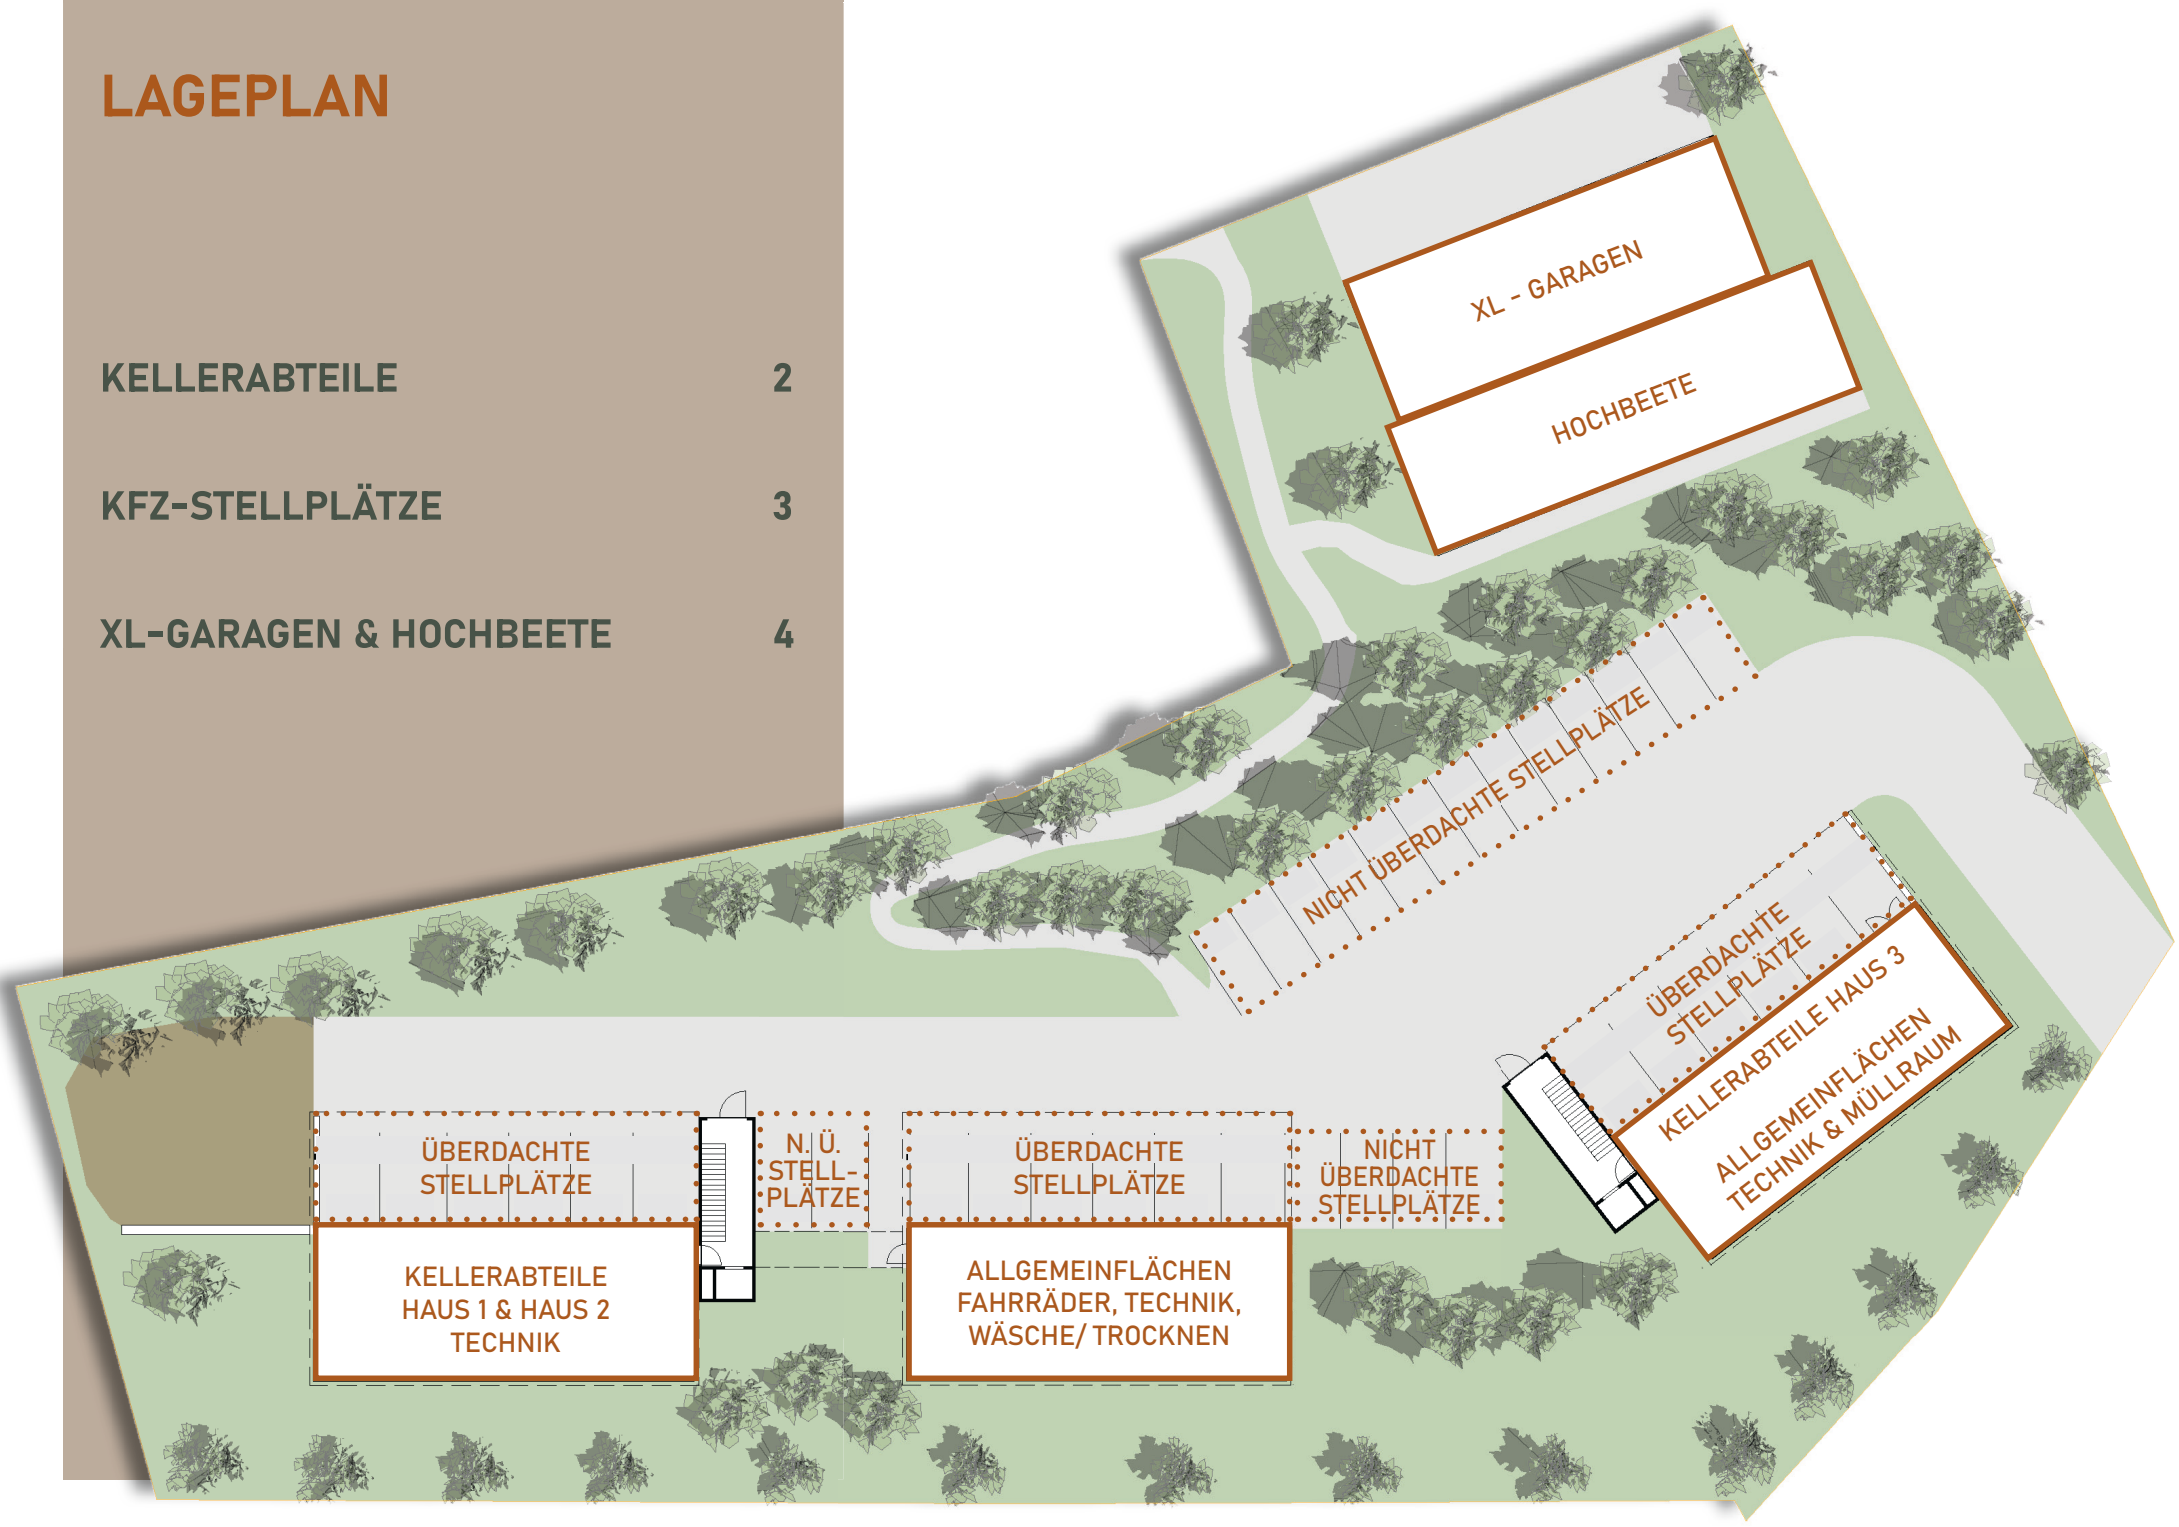 LAGEPLAN
KELLERABTEILE 2
KFZ-STELLPLÄTZE 3
XL-GARAGEN & HOCHBEETE 4
XL - GARAGEN
HOCHBEETE
NICHT ÜBERDACHTE STELLPLÄTZE
ÜBERDACHTE
STELLPLÄTZE
KELLERABTEILE HAUS 3
ALLGEMEINFLÄCHEN
TECHNIK & MÜLLRAUM
ÜBERDACHTE
STELLPLÄTZE
N. Ü.
STELL-
PLÄTZE
ÜBERDACHTE
STELLPLÄTZE
NICHT
ÜBERDACHTE
STELLPLÄTZE
KELLERABTEILE
HAUS 1 & HAUS 2
TECHNIK
ALLGEMEINFLÄCHEN
FAHRRÄDER, TECHNIK,
WÄSCHE/ TROCKNEN